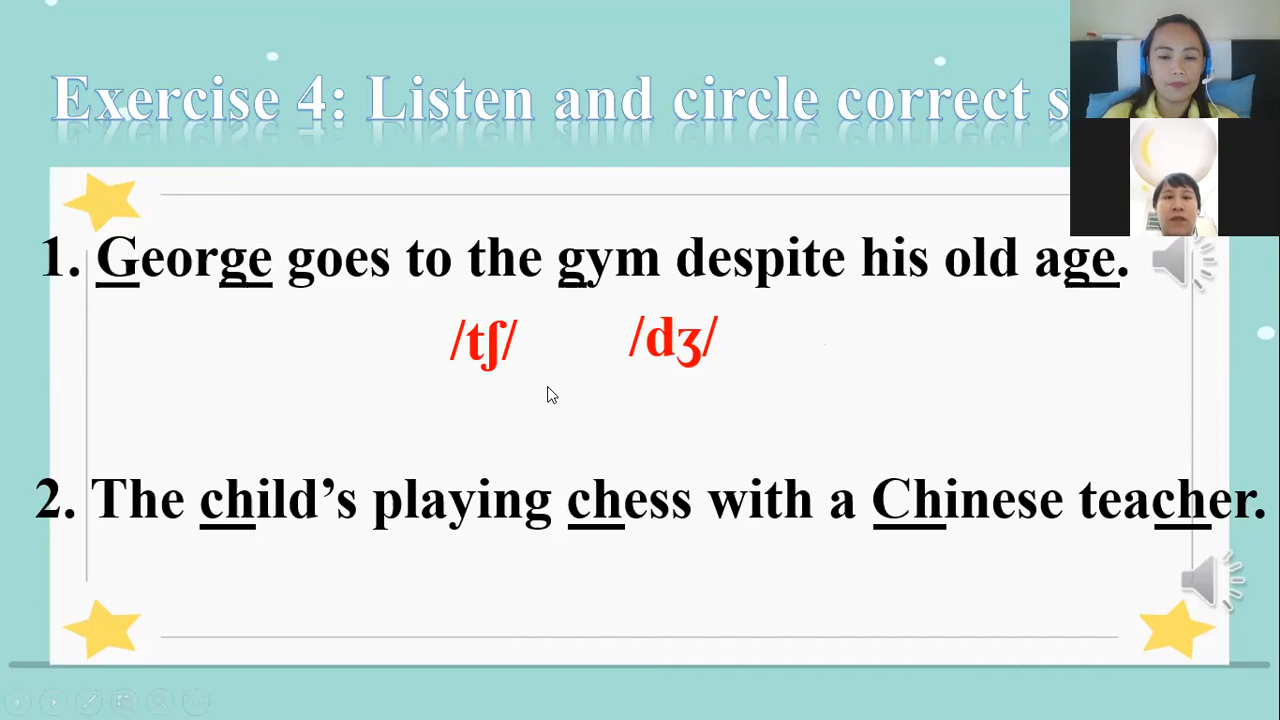 Exercise 4: Listen and circle correct s
1. George goes to the gym despite his old age.
/tʃ/ /dʒ/
2. The child’s playing chess with a Chinese teacher.